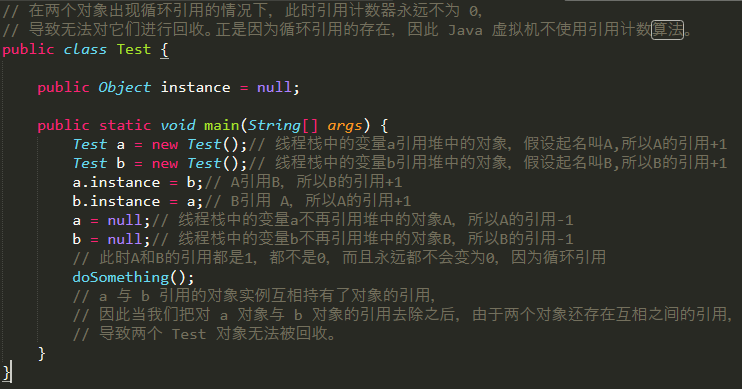 // 在两个对象出现循环引用的情况下，此时引用计数器永远不为 0，
// 导致无法对它们进行回收。正是因为循环引用的存在，因此 Java 虚拟机不使用引用计数算法。
public class Test {
public Object instance = null;
public static void main(String[] args) {
Test a = new Test();// 线程栈中的变量a引用堆中的对象，假设起名叫A,所以A的引用+1
Test b = new Test();// 线程栈中的变量b引用堆中的对象，假设起名叫B,所以B的引用+1
a.instance = b;// A引用B，所以B的引用+1
b.instance = a;// B引用 A，所以A的引用+1
a = null;// 线程栈中的变量a不再引用堆中的对象A，所以A的引用-1
b = null;// 线程栈中的变量b不再引用堆中的对象B，所以B的引用-1
// 此时A和B的引用都是1，都不是0，而且永远都不会变为0，因为循环引用
doSomething();
// a 与 b 引用的对象实例互相持有了对象的引用，
// 因此当我们把对 a 对象与 b 对象的引用去除之后，由于两个对象还存在互相之间的引用，
// 导致两个 Test 对象无法被回收。
}
}